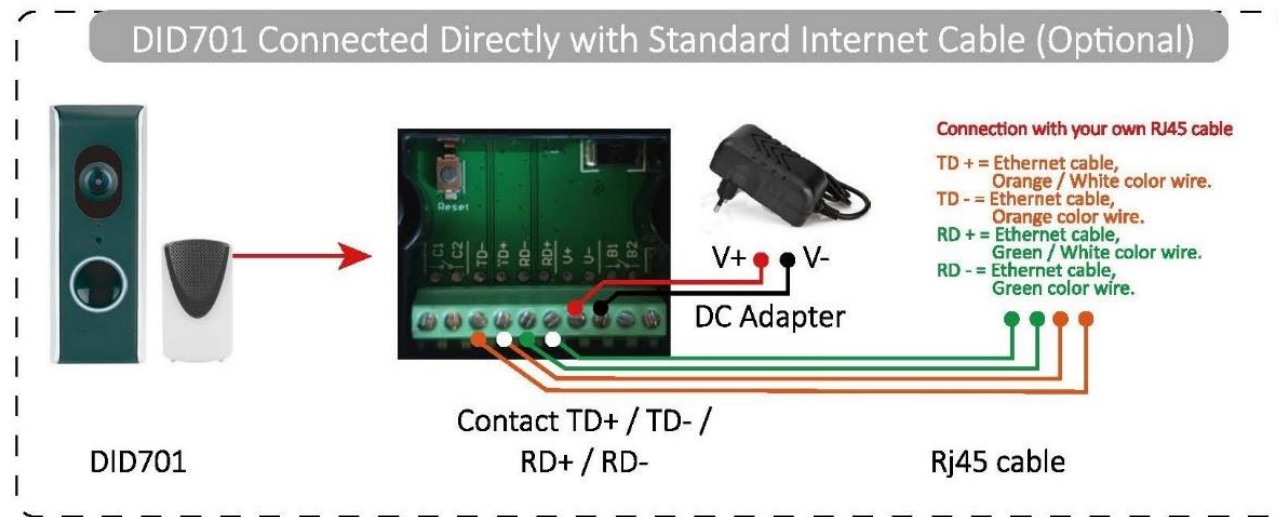 DID701 Connected Directly with Standard Internet Cable (Optional)
Connection with your own RJ45 cable
TD + = Ethernet cable,
Orange / White color wire.
TD - = Ethernet cable,
Orange color wire.
RD + = Ethernet cable,
Green / White color wire.
RD - = Ethernet cable,
Green color wire.
Reset
C1 C2 TD- TD+ RD- RD+ V+ V- B1 B2
V+ V-
DC Adapter
Contact TD+ / TD- /
RD+ / RD-
DID701
Rj45 cable